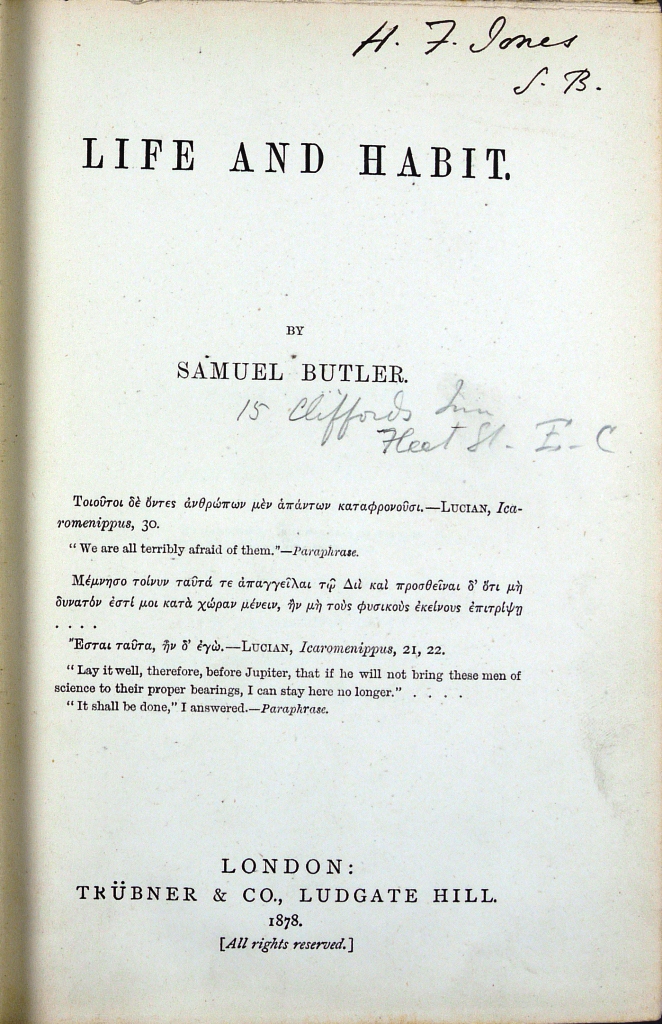 H. F. Jones
S. B.
LIFE AND HABIT.
BY
SAMUEL BUTLER.
15 Cliffords Inn
Fleet St. E-C
Τοιοῦτοι δὲ ὄντες ἀνθρώπων μὲν ἁπάντων καταφρονοῦσι.—LUCIAN, Ica-
romenippus, 30.
“We are all terribly afraid of them.”—Paraphrase.
Μέμνησο τοίνυν ταῦτά τε ἀπαγγεῖλαι τῷ Διῒ καὶ προσθεῖναι δ’ ὅτι μὴ
δυνατόν ἐστί μοι κατὰ χώραν μένειν, ἢν μὴ τοὺς φυσικοὺς ἐκείνους ἐπιτρίψῃ
. . . .
Ἔσται ταῦτα, ἦν δ’ ἐγώ.—LUCIAN, Icaromenippus, 21, 22.
“Lay it well, therefore, before Jupiter, that if he will not bring these men of
science to their proper bearings, I can stay here no longer.” . . . .
“It shall be done,” I answered.—Paraphrase.
LONDON:
TRÜBNER & CO., LUDGATE HILL.
1878.
[All rights reserved.]